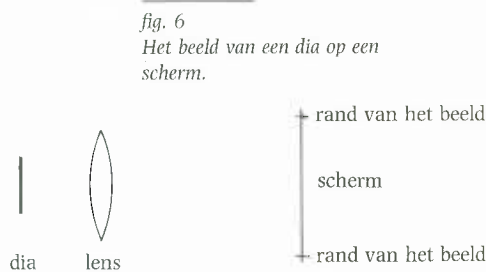 fig. 6
Het beeld van een dia op een
scherm.
rand van het beeld
scherm
rand van het beeld
dia lens